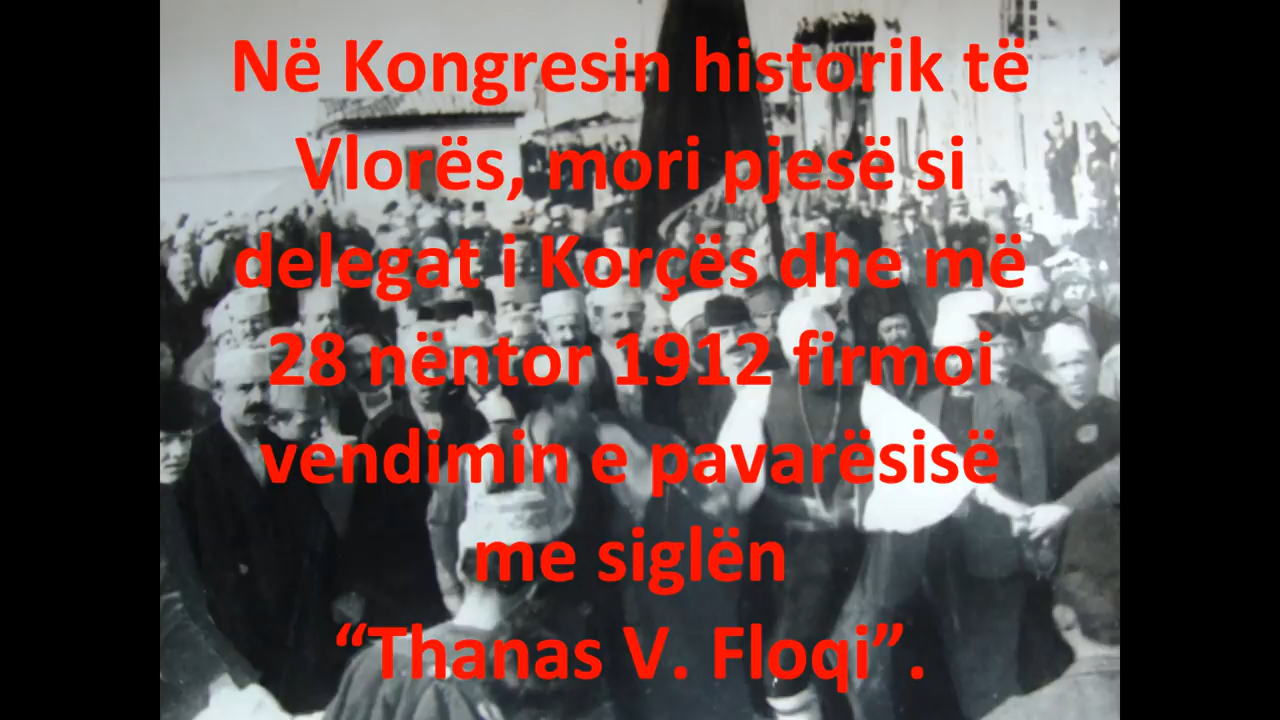 Në Kongresin historik të
Vlorës, mori pjesë si
delegat i Korçës dhe më
28 nëntor 1912 firmoi
vendimin e pavarësisë
me siglën
“Thanas V. Floqi”.